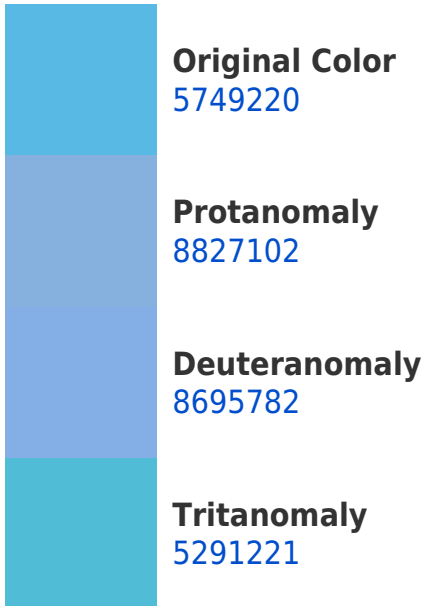 Original Color
5749220
Protanomaly
8827102
Deuteranomaly
8695782
Tritanomaly
5291221